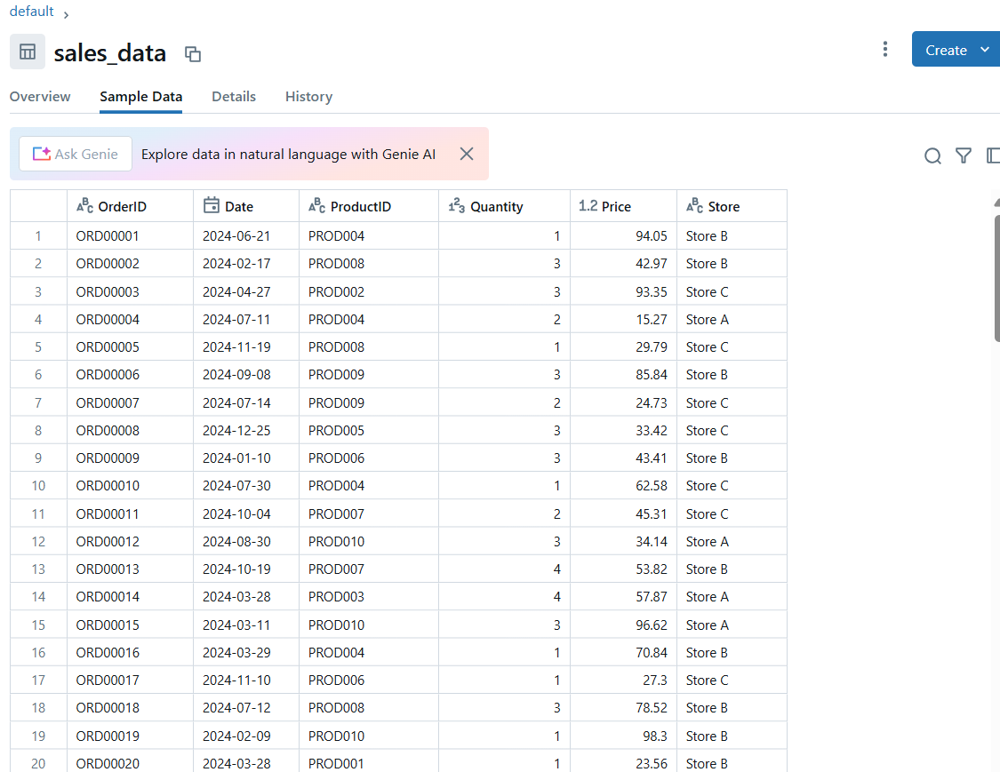 default >
sales_data
Create
Overview Sample Data Details History
Ask Genie Explore data in natural language with Genie AI
ABC OrderID Date ABC ProductID 123 Quantity 1.2 Price ABC Store
1 ORD00001 2024-06-21 PROD004 1 94.05 Store B
2 ORD00002 2024-02-17 PROD008 3 42.97 Store B
3 ORD00003 2024-04-27 PROD002 3 93.35 Store C
4 ORD00004 2024-07-11 PROD004 2 15.27 Store A
5 ORD00005 2024-11-19 PROD008 1 29.79 Store C
6 ORD00006 2024-09-08 PROD009 3 85.84 Store B
7 ORD00007 2024-07-14 PROD009 2 24.73 Store C
8 ORD00008 2024-12-25 PROD005 3 33.42 Store C
9 ORD00009 2024-01-10 PROD006 3 43.41 Store B
10 ORD00010 2024-07-30 PROD004 1 62.58 Store C
11 ORD00011 2024-10-04 PROD007 2 45.31 Store C
12 ORD00012 2024-08-30 PROD010 3 34.14 Store A
13 ORD00013 2024-10-19 PROD007 4 53.82 Store B
14 ORD00014 2024-03-28 PROD003 4 57.87 Store A
15 ORD00015 2024-03-11 PROD010 3 96.62 Store A
16 ORD00016 2024-03-29 PROD004 1 70.84 Store B
17 ORD00017 2024-11-10 PROD006 1 27.3 Store C
18 ORD00018 2024-07-12 PROD008 3 78.52 Store B
19 ORD00019 2024-02-09 PROD010 1 98.3 Store B
20 ORD00020 2024-03-28 PROD001 1 23.56 Store B